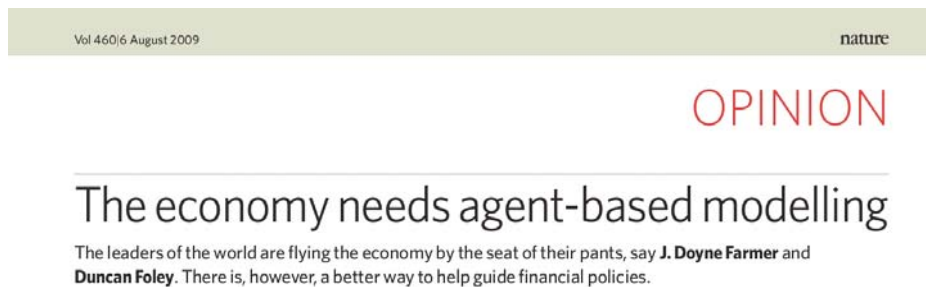 Vol 460|6 August 2009 nature
OPINION
The economy needs agent-based modelling
The leaders of the world are flying the economy by the seat of their pants, say J. Doyne Farmer and
Duncan Foley. There is, however, a better way to help guide financial policies.